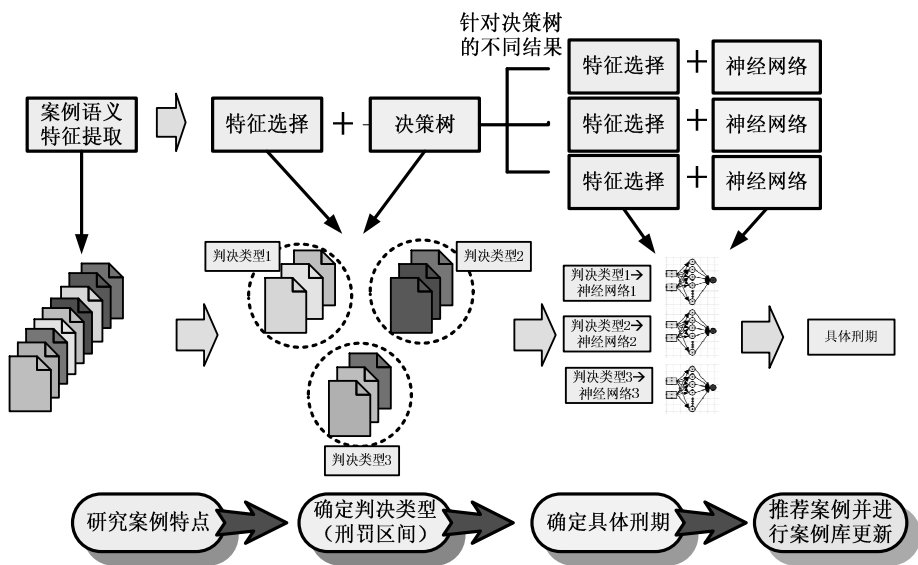 针对决策树
的不同结果
案例语义
特征提取
特征选择
+
决策树
特征选择
+
神经网络
特征选择
+
神经网络
特征选择
+
神经网络
判决类型1
判决类型2
判决类型3
判决类型1→
神经网络1
判决类型2→
神经网络2
判决类型3→
神经网络3
具体刑期
研究案例特点
确定判决类型
（刑罚区间）
确定具体刑期
推荐案例并进
行案例库更新